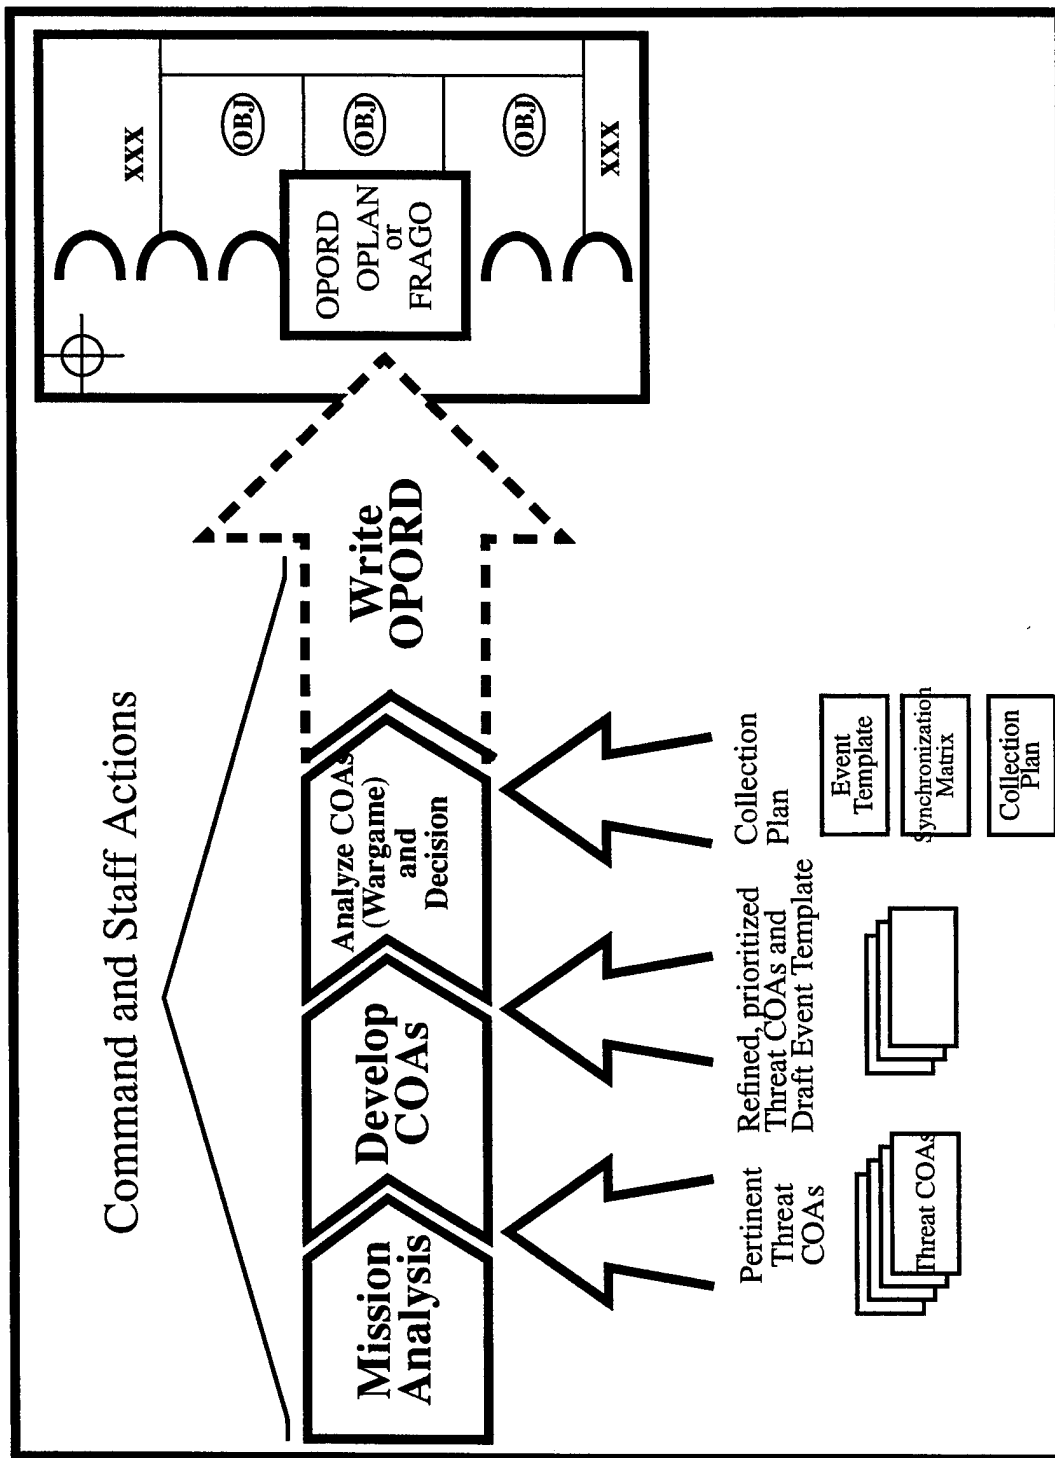 Command and Staff Actions
Mission
Analysis
Develop
COAs
Analyze COAs
(Wargame)
and
Decision
Write
OPORD
XXX
OBJ
OBJ
OBJ
XXX
OPORD
OPLAN
or
FRAGO
Pertinent
Threat
COAs
Refined, prioritized
Threat COAs and
Draft Event Template
Collection
Plan
Threat COAs
Event
Template
Synchronization
Matrix
Collection
Plan